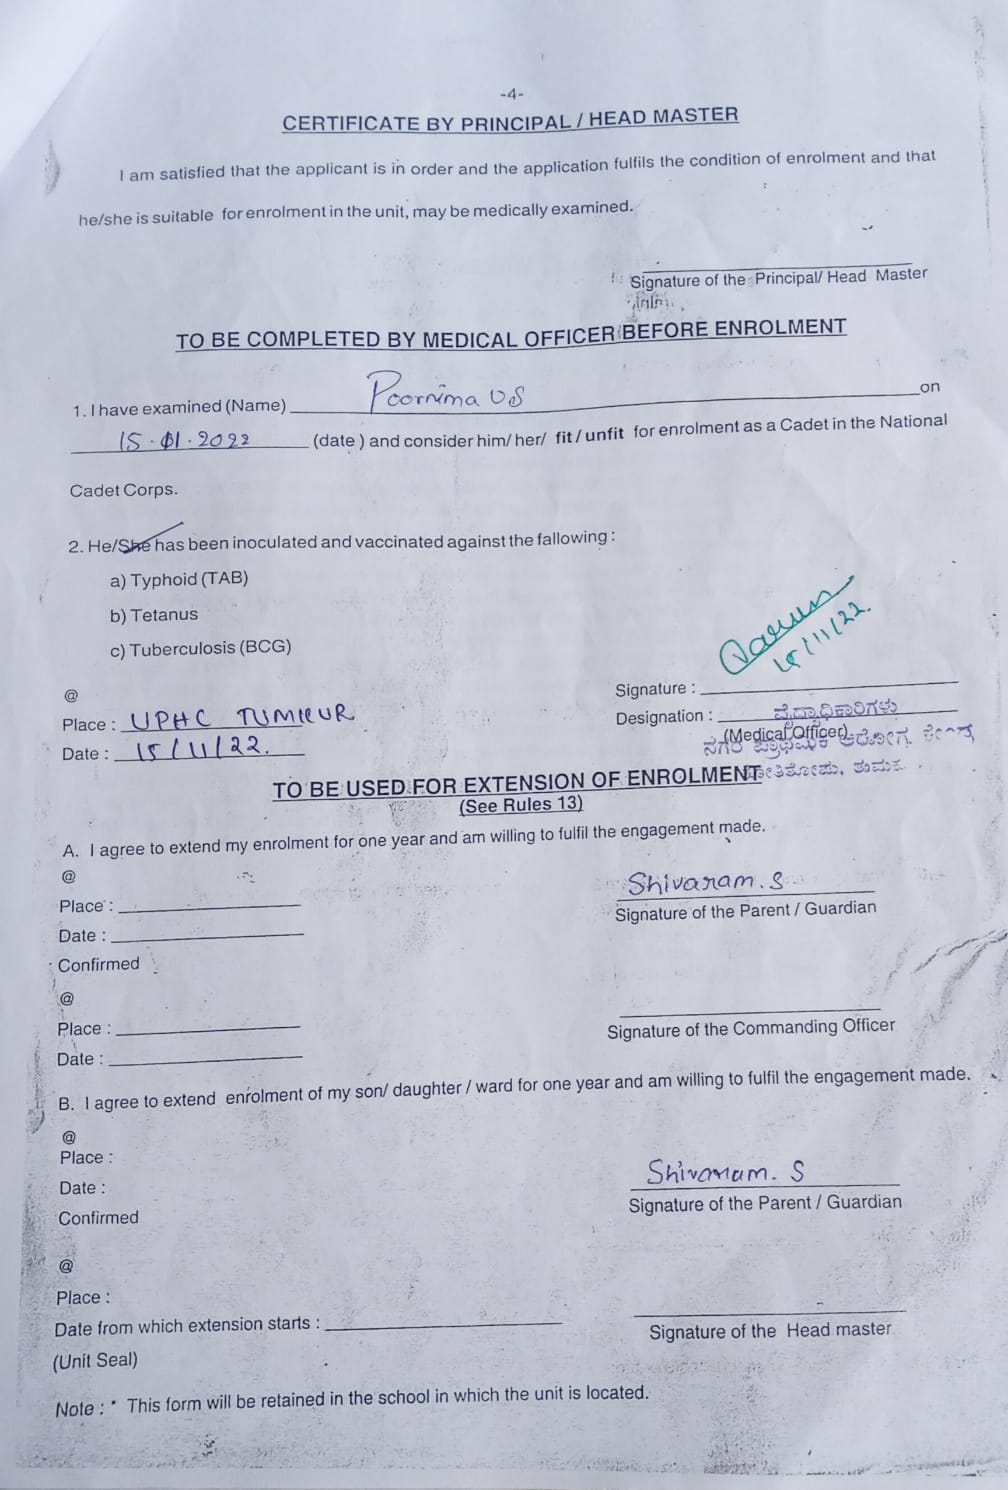 -4-
CERTIFICATE BY PRINCIPAL / HEAD MASTER
I am satisfied that the applicant is in order and the application fulfils the condition of enrolment and that
he/she is suitable for enrolment in the unit, may be medically examined.
Signature of the Principal/ Head Master
TO BE COMPLETED BY MEDICAL OFFICER BEFORE ENROLMENT
1. I have examined (Name) Poornima U S on
15.01.2022 (date ) and consider him/ her/ fit / unfit for enrolment as a Cadet in the National
Cadet Corps.
2. He/She has been inoculated and vaccinated against the fallowing :
a) Typhoid (TAB)
b) Tetanus
c) Tuberculosis (BCG)
15/11/22.
@
Signature :
Place : UPHC TUMKUR
Designation : ವೈದ್ಯಾಧಿಕಾರಿಗಳು
(Medical Officer)
ನಗರ ಪ್ರಾಥಮಿಕ ಆರೋಗ್ಯ ಕೇಂದ್ರ
Date : 15/11/22.
TO BE USED FOR EXTENSION OF ENROLMENT
(See Rules 13)
A. I agree to extend my enrolment for one year and am willing to fulfil the engagement made.
@
Shivaram. S
Place :
Signature of the Parent / Guardian
Date :
Confirmed
@
Place :
Signature of the Commanding Officer
Date :
B. I agree to extend enrolment of my son/ daughter / ward for one year and am willing to fulfil the engagement made.
@
Place :
Shivaram. S
Date :
Signature of the Parent / Guardian
Confirmed
@
Place :
Date from which extension starts :
Signature of the Head master
(Unit Seal)
Note : * This form will be retained in the school in which the unit is located.